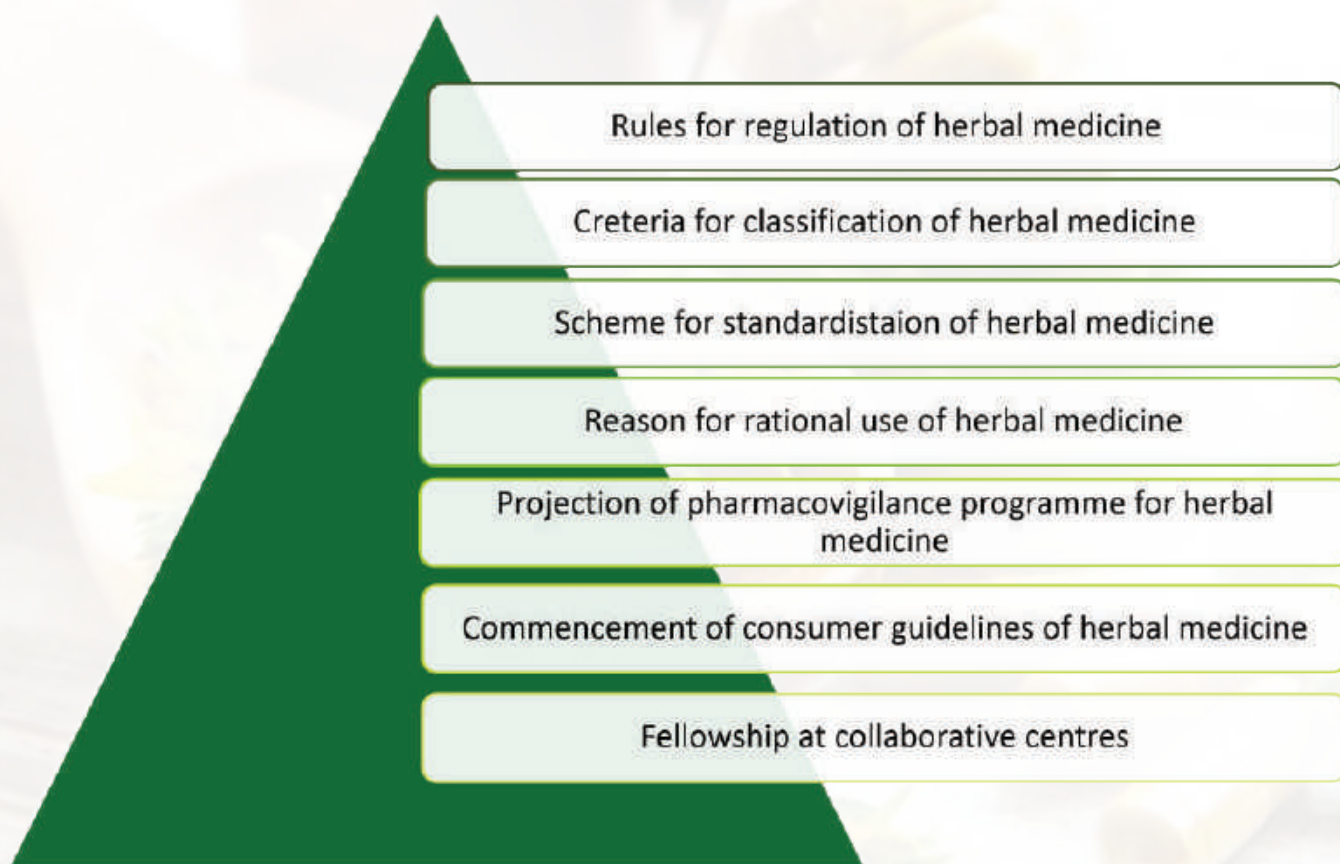 Rules for regulation of herbal medicine
Creteria for classification of herbal medicine
Scheme for standardistaion of herbal medicine
Reason for rational use of herbal medicine
Projection of pharmacovigilance programme for herbal
medicine
Commencement of consumer guidelines of herbal medicine
Fellowship at collaborative centres